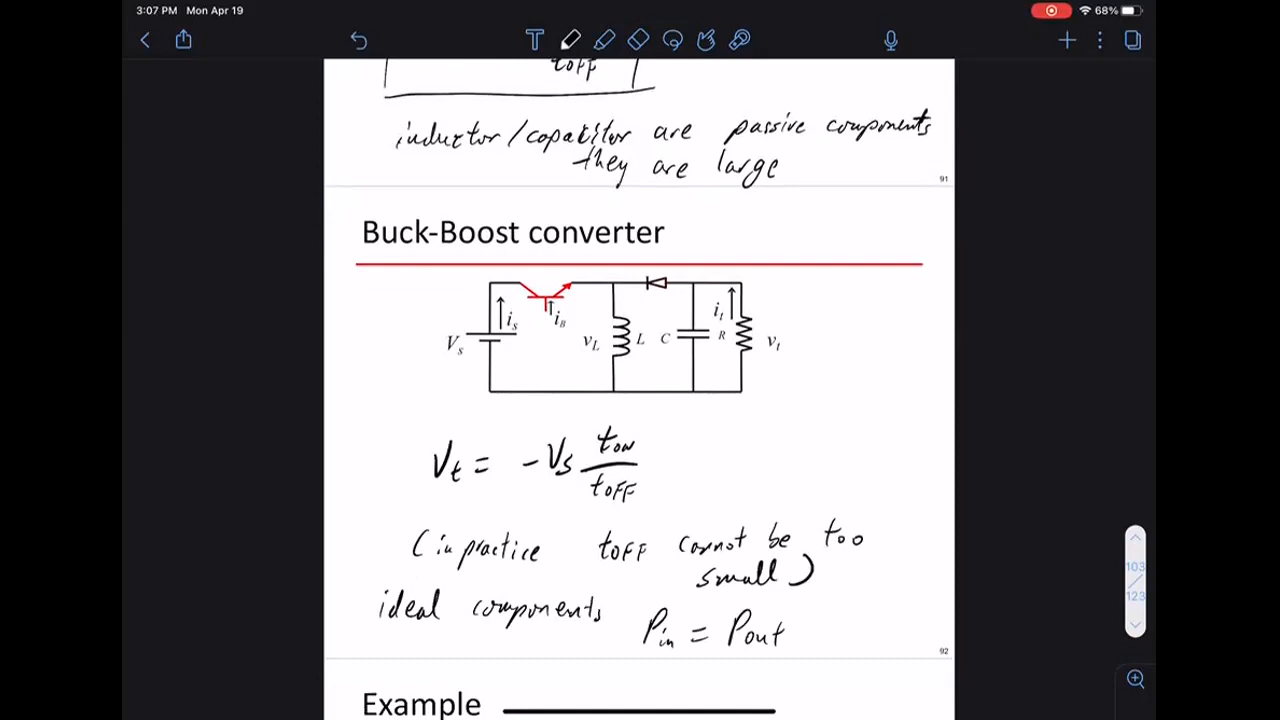 3:07 PM Mon Apr 19
68%
tOFF
inductor/capacitor are passive components
they are large
91
Buck-Boost converter
Vs
is
iB
vL
L
C
it
R
vt
Vt = -Vs tON
tOFF
(in practice tOFF cannot be too
small)
ideal components
Pin = Pout
103
123
92
Example